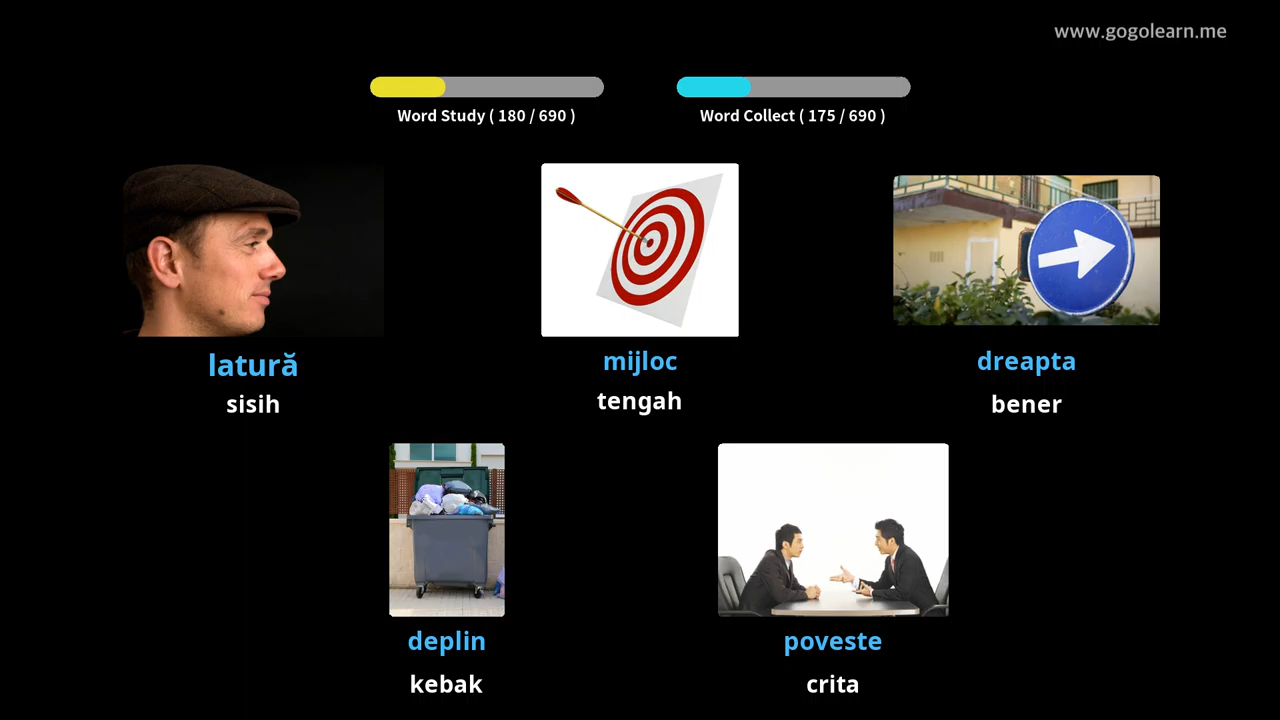 www.gogolearn.me
Word Study ( 180 / 690 )
Word Collect ( 175 / 690 )
latură
sisih
mijloc
tengah
dreapta
bener
deplin
kebak
poveste
crita